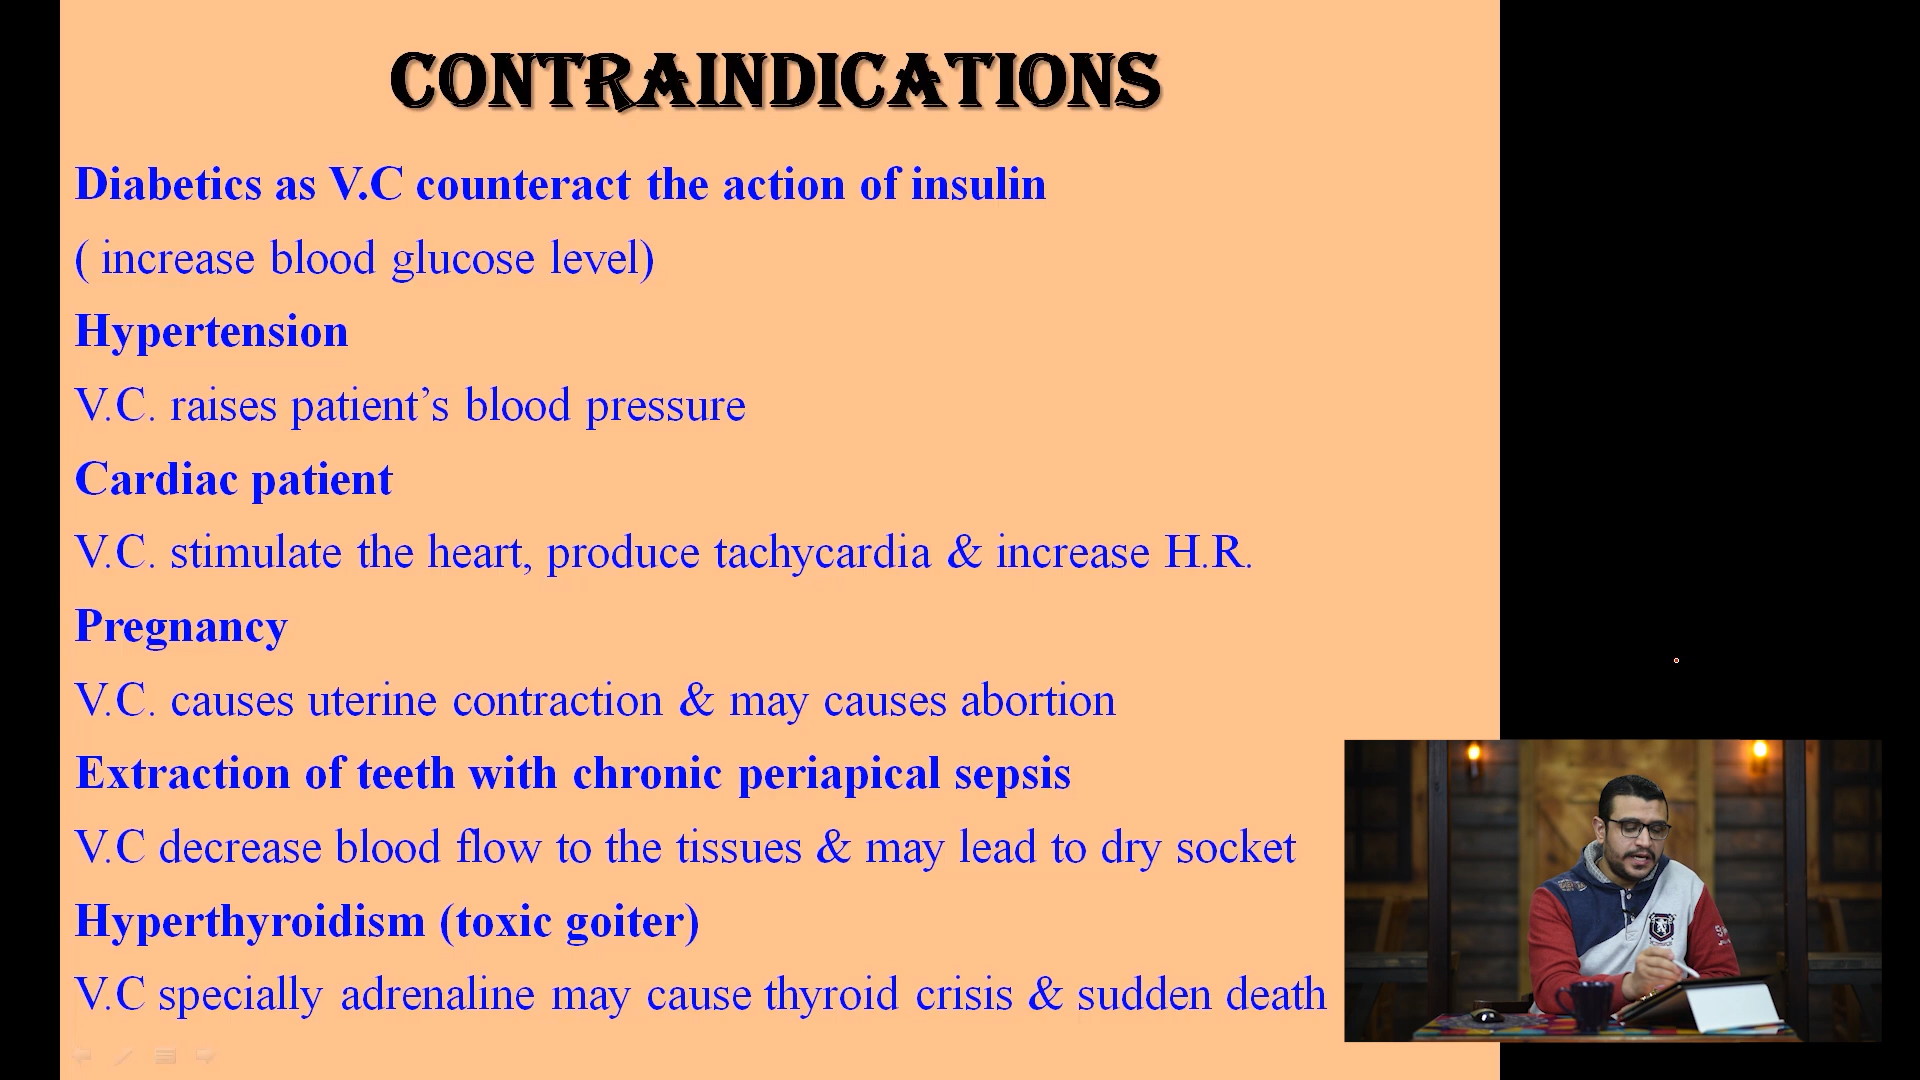 CONTRAINDICATIONS
Diabetics as V.C counteract the action of insulin
( increase blood glucose level)
Hypertension
V.C. raises patient’s blood pressure
Cardiac patient
V.C. stimulate the heart, produce tachycardia & increase H.R.
Pregnancy
V.C. causes uterine contraction & may causes abortion
Extraction of teeth with chronic periapical sepsis
V.C decrease blood flow to the tissues & may lead to dry socket
Hyperthyroidism (toxic goiter)
V.C specially adrenaline may cause thyroid crisis & sudden death